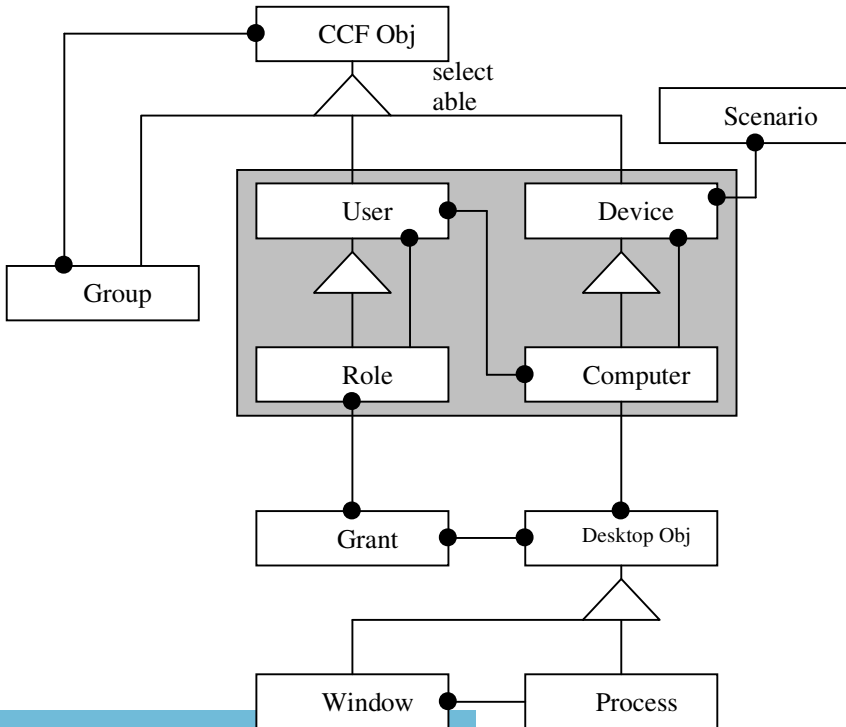 CCF Obj
select
able
Scenario
User
Device
Group
Role
Computer
Grant
Desktop Obj
Window
Process